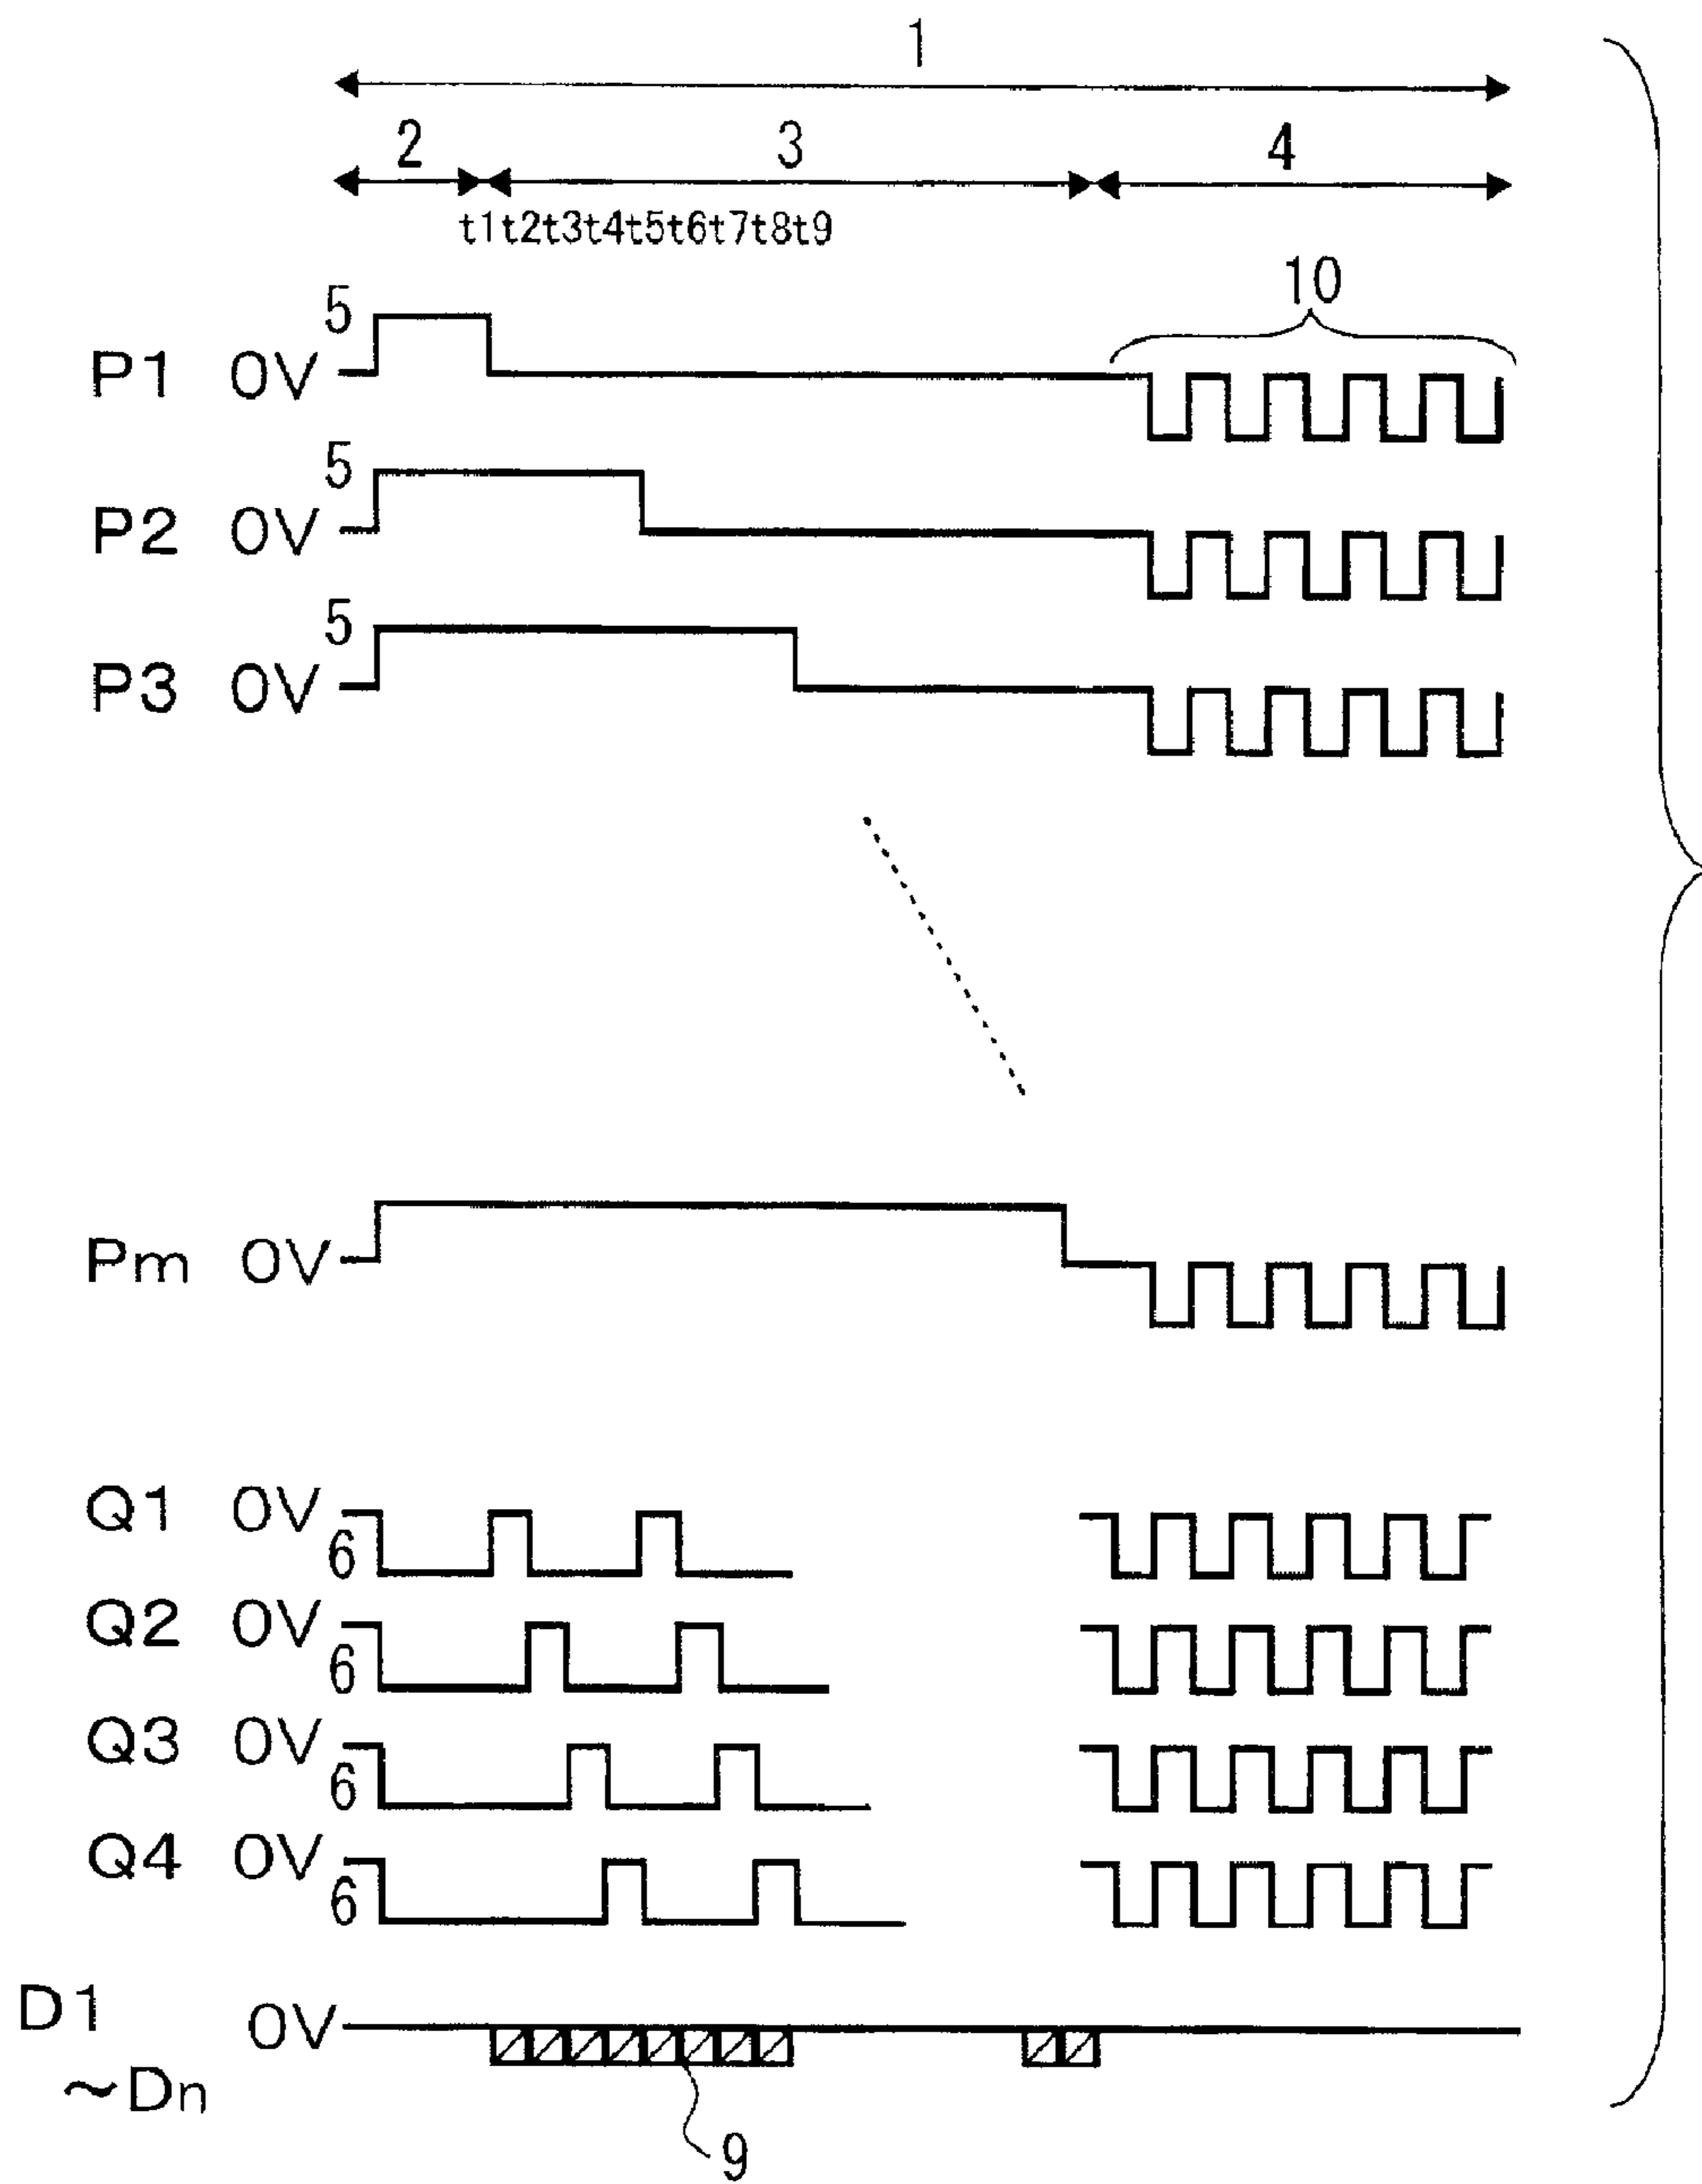 1
2 3 4
t1t2t3t4t5t6t7t8t9
10
5
P1 0V
5
P2 0V
5
P3 0V
Pm 0V
Q1 0V
6
Q2 0V
6
Q3 0V
6
Q4 0V
6
D1 0V
~Dn
9